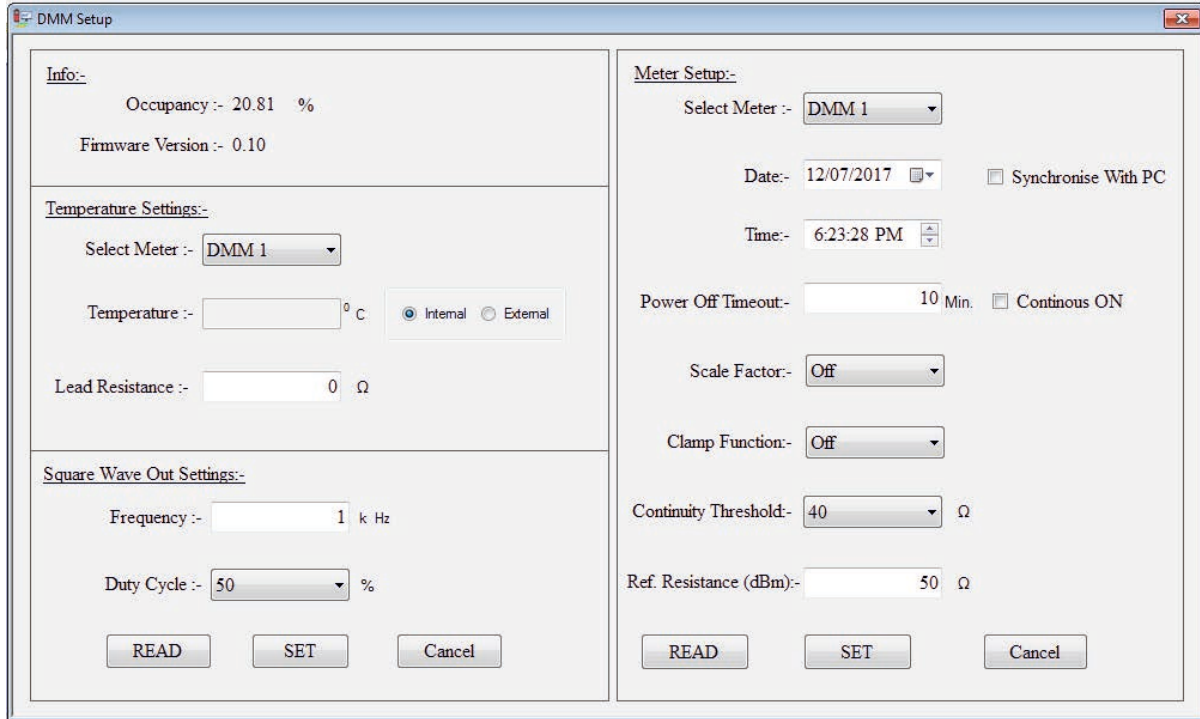 DMM Setup
Info:-
Occupancy :- 20.81 %
Firmware Version :- 0.10
Temperature Settings:-
Select Meter :- DMM 1
Temperature :- 0 C Internal External
Lead Resistance :- 0 Ω
Square Wave Out Settings:-
Frequency :- 1 k Hz
Duty Cycle :- 50 %
READ SET Cancel
Meter Setup:-
Select Meter :- DMM 1
Date:- 12/07/2017 Synchronise With PC
Time:- 6:23:28 PM
Power Off Timeout:- 10 Min. Continous ON
Scale Factor:- Off
Clamp Function:- Off
Continuity Threshold:- 40 Ω
Ref. Resistance (dBm):- 50 Ω
READ SET Cancel